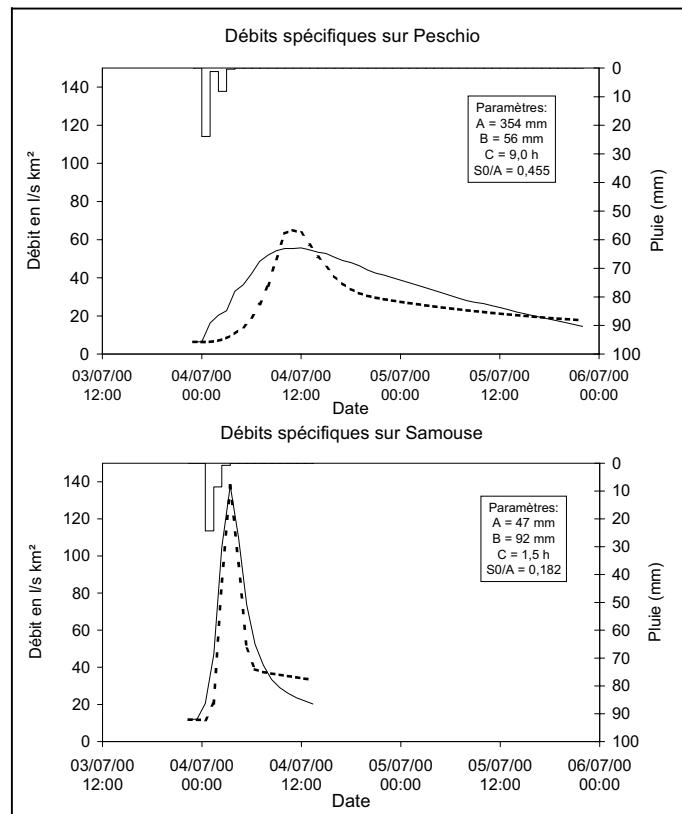 Débits spécifiques sur Peschio
140
120
100
80
60
40
20
0
Débit en l/s km²
0
10
20
30
40
50
60
70
80
90
100
Pluie (mm)
Paramètres:
A = 354 mm
B = 56 mm
C = 9,0 h
S0/A = 0,455
03/07/00 12:00
04/07/00 00:00
04/07/00 12:00
05/07/00 00:00
05/07/00 12:00
06/07/00 00:00
Date
Débits spécifiques sur Samouse
140
120
100
80
60
40
20
0
Débit en l/s km²
0
10
20
30
40
50
60
70
80
90
100
Pluie (mm)
Paramètres:
A = 47 mm
B = 92 mm
C = 1,5 h
S0/A = 0,182
03/07/00 12:00
04/07/00 00:00
04/07/00 12:00
05/07/00 00:00
05/07/00 12:00
06/07/00 00:00
Date